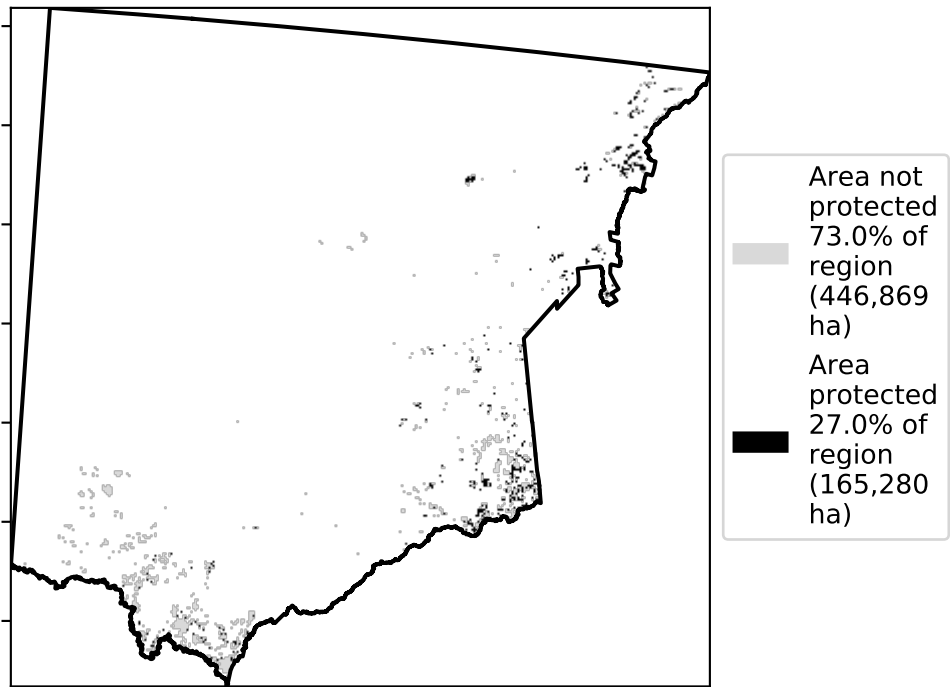 Area not
protected
73.0% of
region
(446,869
ha)
Area
protected
27.0% of
region
(165,280
ha)